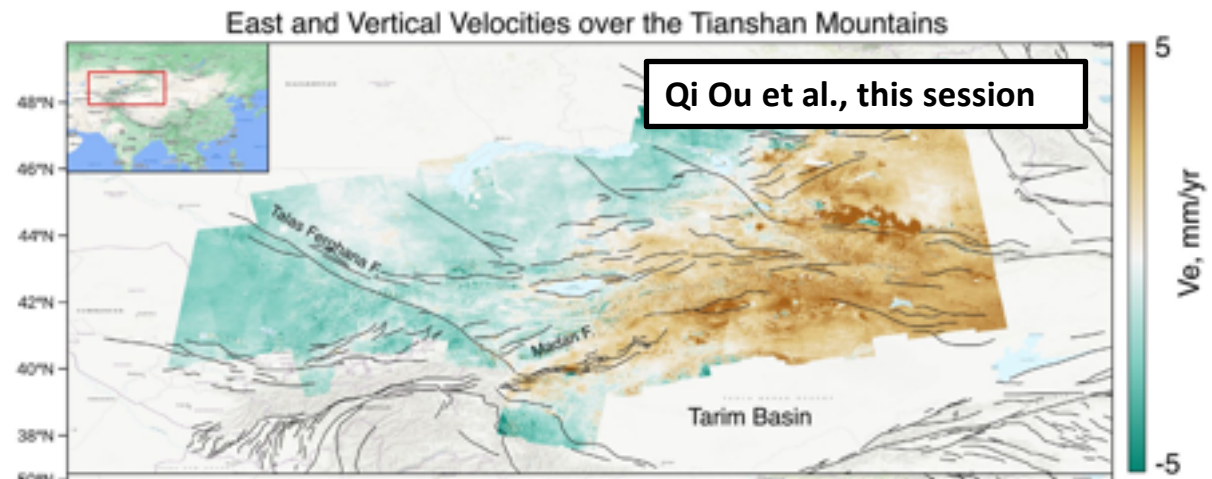 East and Vertical Velocities over the Tianshan Mountains
Qi Ou et al., this session
5
48°N
46°N
Talas Ferghana F.
44°N
Ve, mm/yr
42°N
Maidan F.
40°N
Tarim Basin
38°N
-5